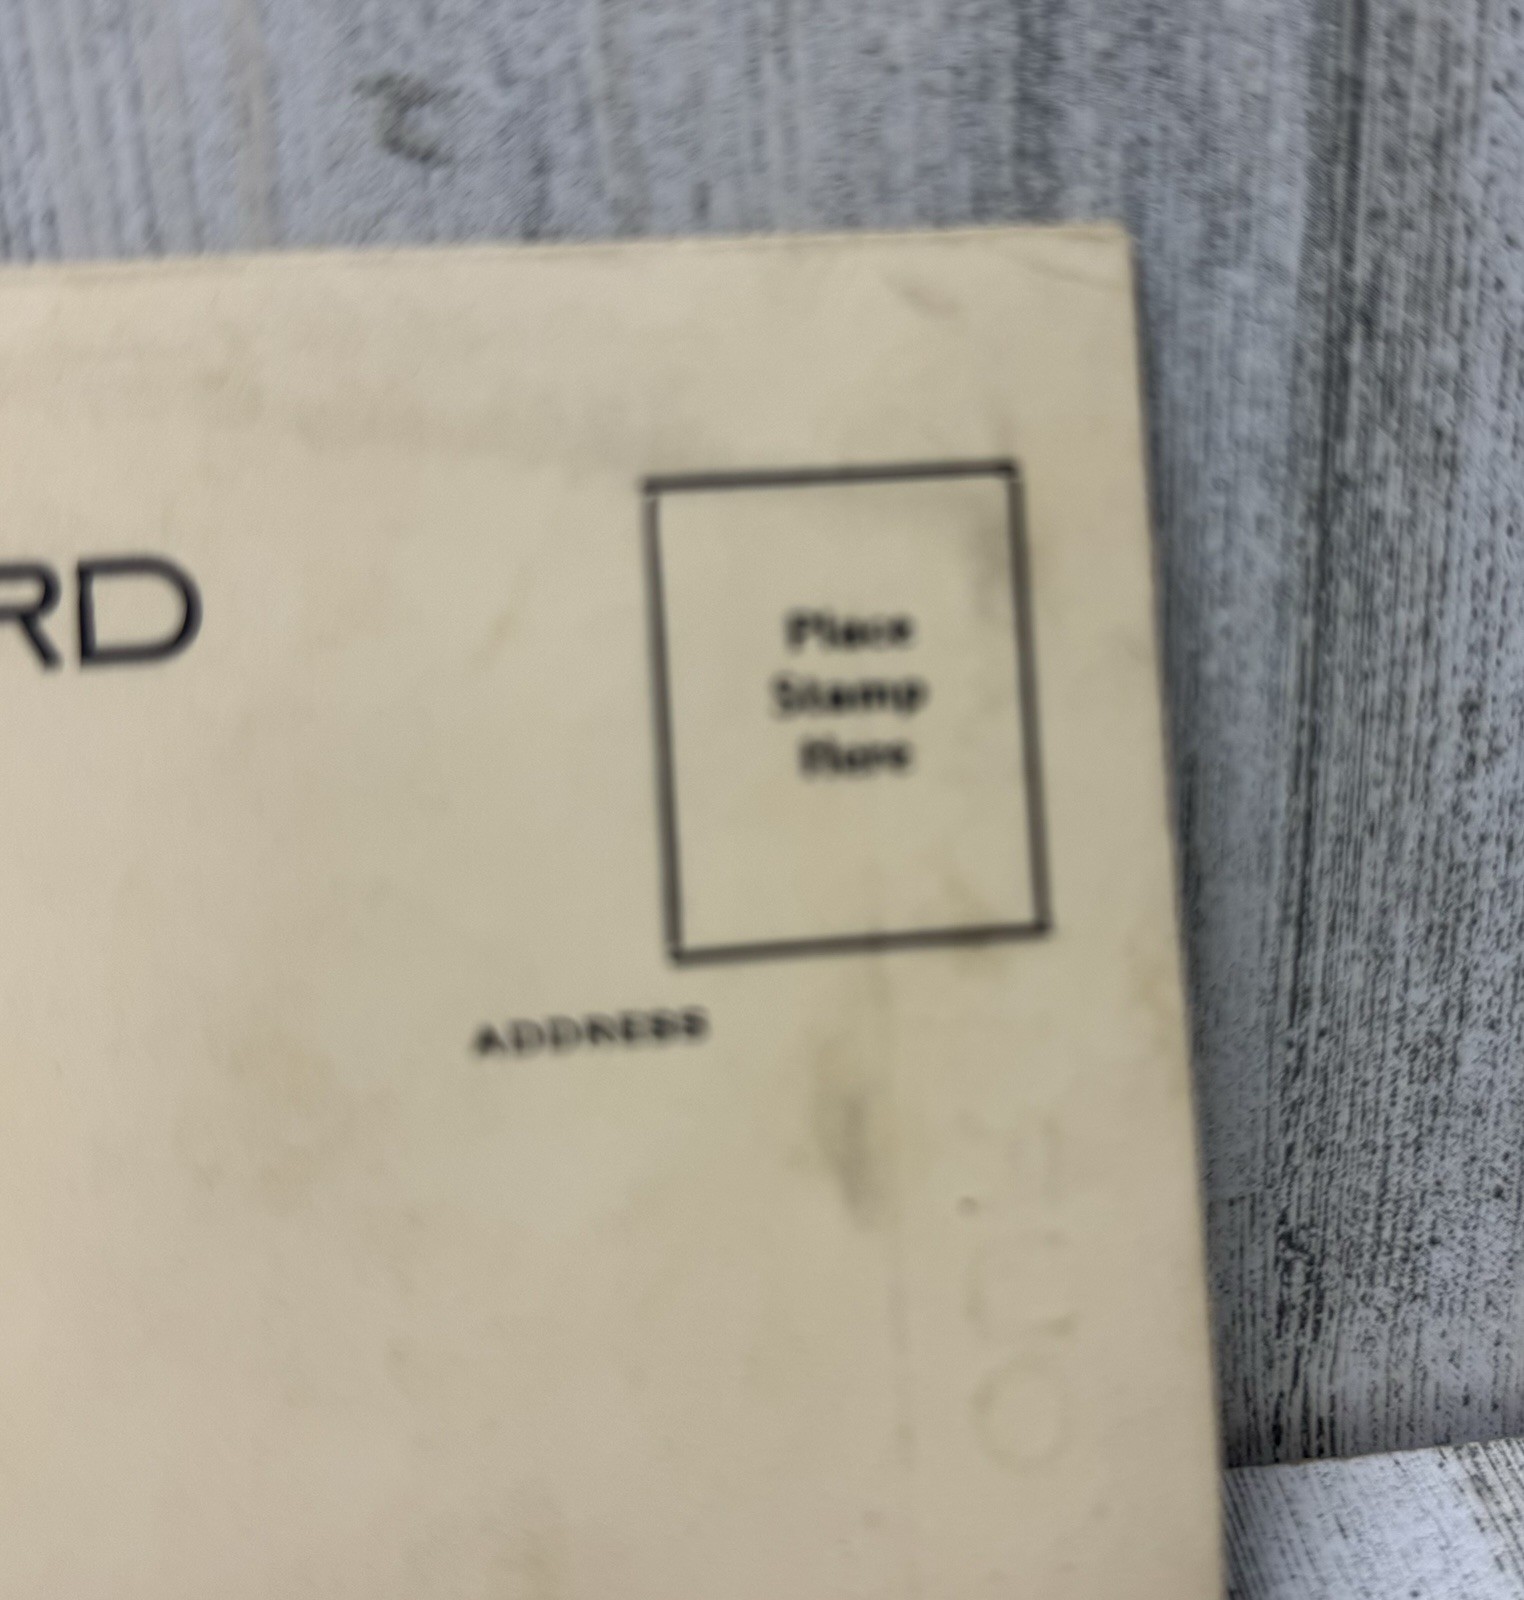 RD
Place
Stamp
Here
ADDRESS